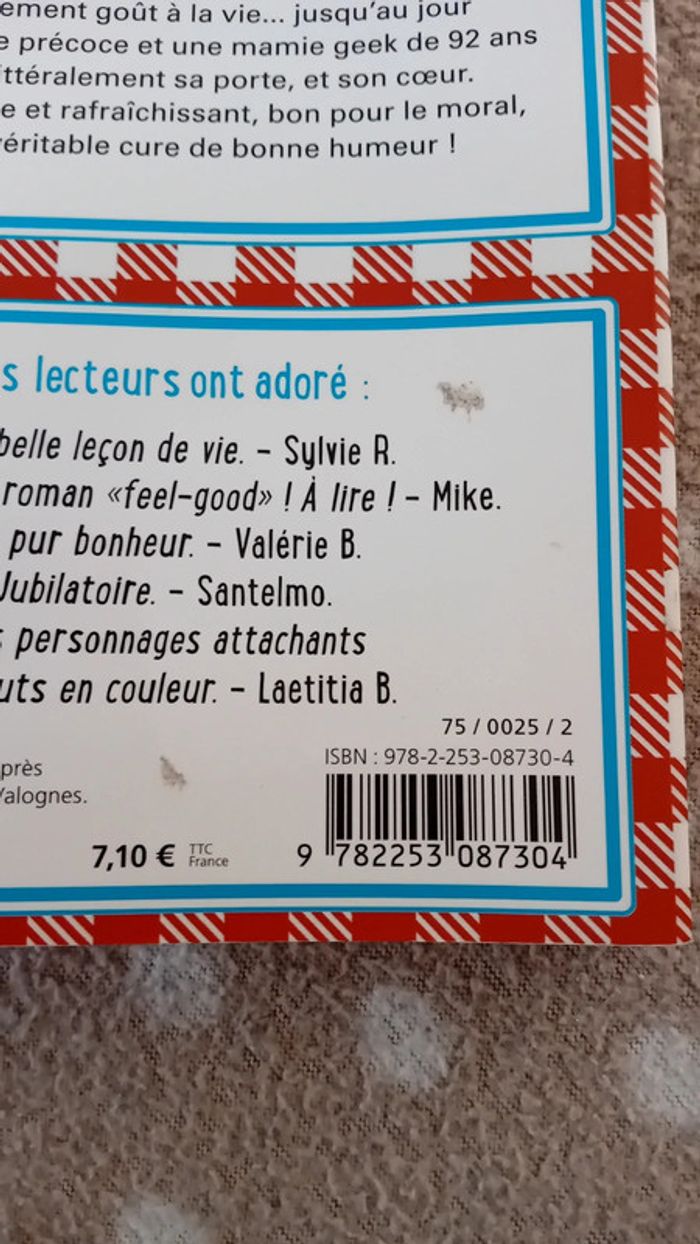 ement goût à la vie... jusqu'au jour
e précoce et une mamie geek de 92 ans
ttéralement sa porte, et son cœur.
e et rafraîchissant, bon pour le moral,
éritable cure de bonne humeur !
s lecteurs ont adoré :
belle leçon de vie. – Sylvie R.
roman «feel-good» ! À lire ! – Mike.
pur bonheur. – Valérie B.
Jubilatoire. – Santelmo.
s personnages attachants
uts en couleur. – Laetitia B.
75 / 0025 / 2
ISBN : 978-2-253-08730-4
près
Valognes.
7,10 € TTC France
9 782253 087304